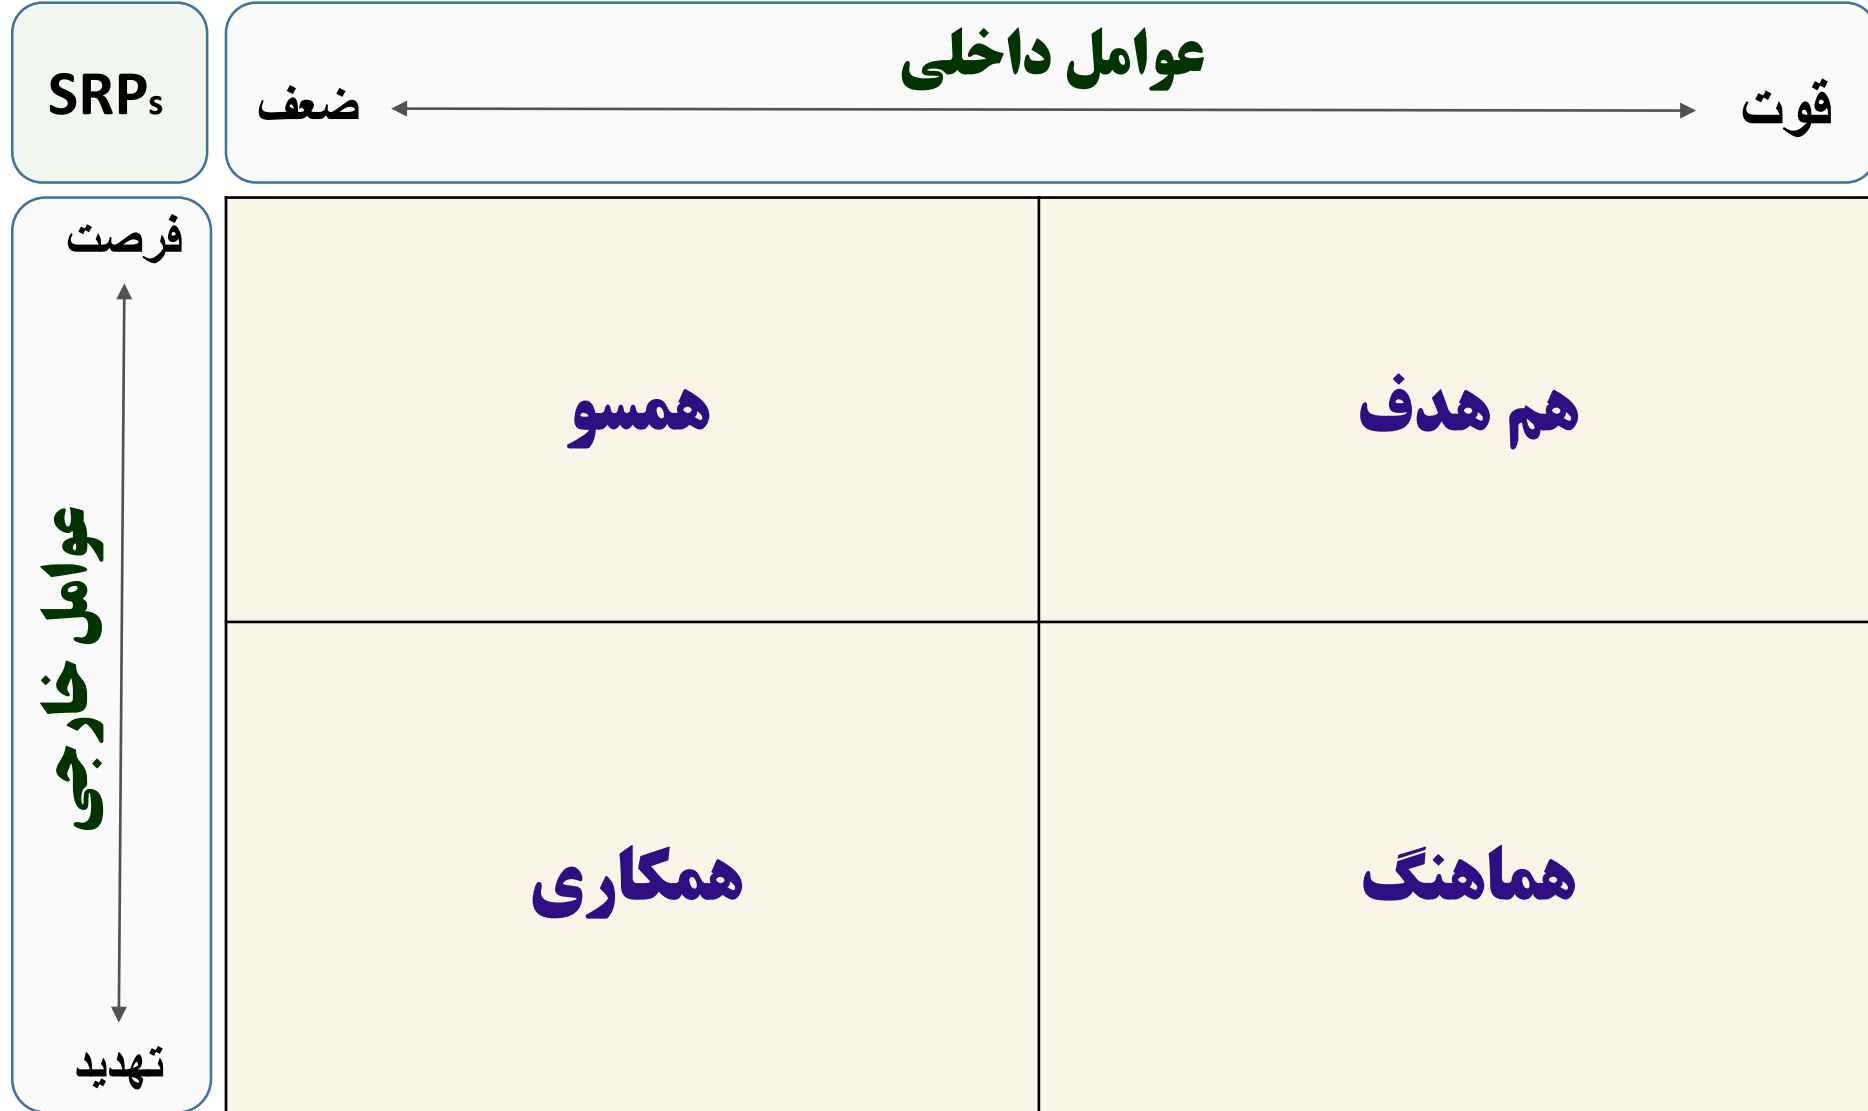 SRPs
عوامل داخلی
قوت
ضعف
فرصت
عوامل خارجی
تهدید
هم هدف
همسو
هماهنگ
همکاری